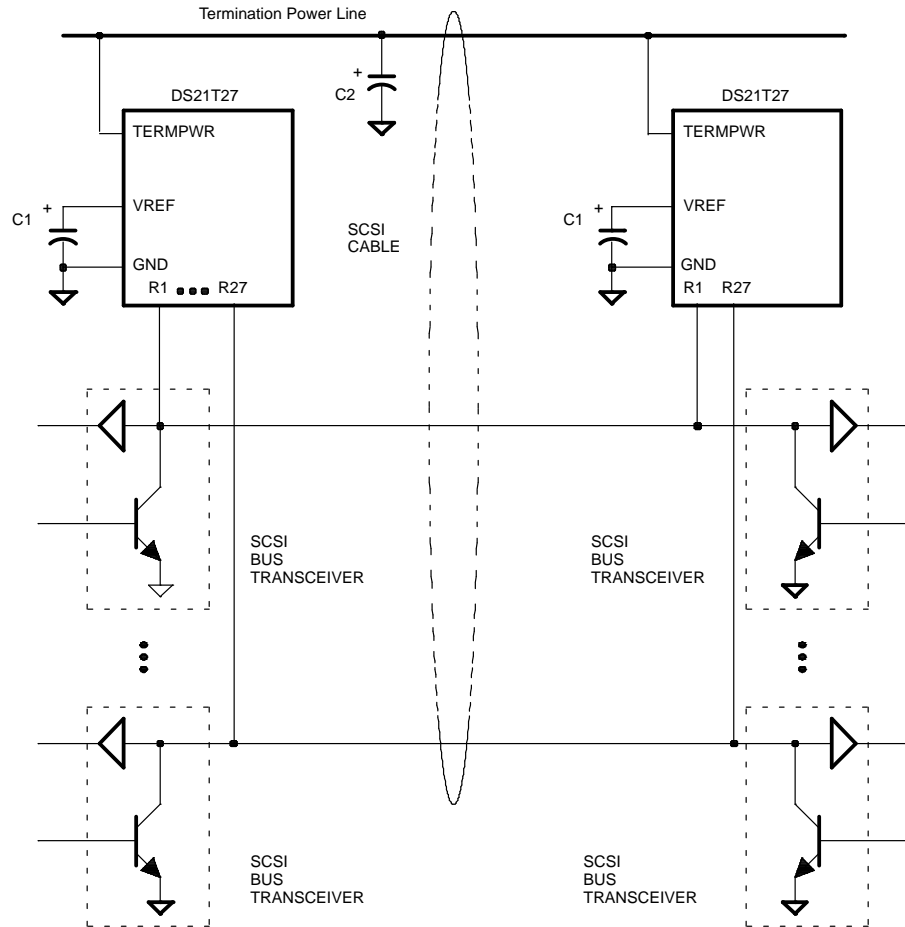 Termination Power Line
+
C2
DS21T27
TERMPWR
VREF
GND
R1 R27
+
C1
SCSI
CABLE
DS21T27
TERMPWR
VREF
GND
R1 R27
+
C1
SCSI
BUS
TRANSCEIVER
SCSI
BUS
TRANSCEIVER
SCSI
BUS
TRANSCEIVER
SCSI
BUS
TRANSCEIVER